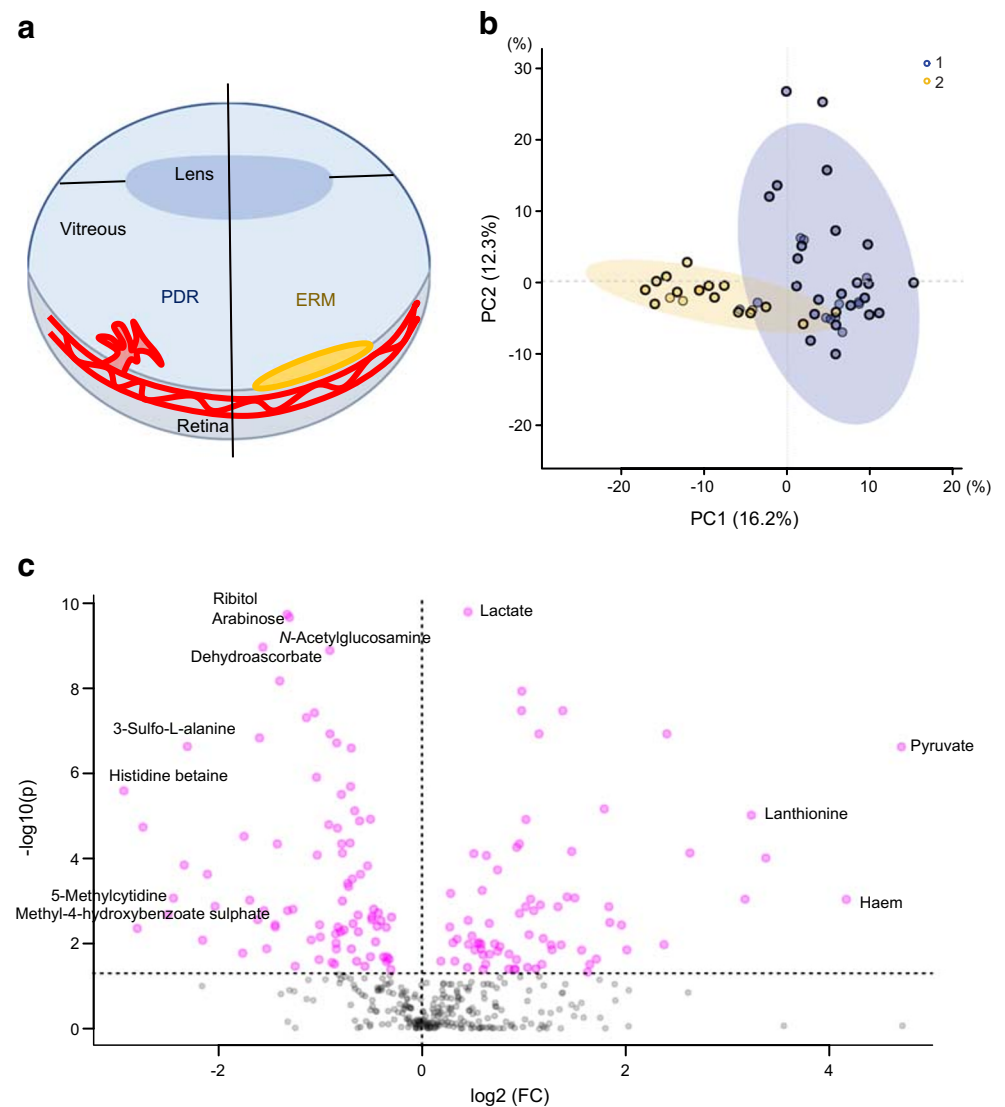 a
Lens
Vitreous
PDR
ERM
Retina
b
(%)
1
2
30
20
10
0
-10
-20
PC2 (12.3%)
-20
-10
0
10
20
(%)
PC1 (16.2%)
c
10
8
6
4
2
0
-log10(p)
Ribitol
Arabinose
Lactate
N-Acetylglucosamine
Dehydroascorbate
3-Sulfo-L-alanine
Pyruvate
Histidine betaine
Lanthionine
5-Methylcytidine
Haem
Methyl-4-hydroxybenzoate sulphate
-2
0
2
4
log2 (FC)